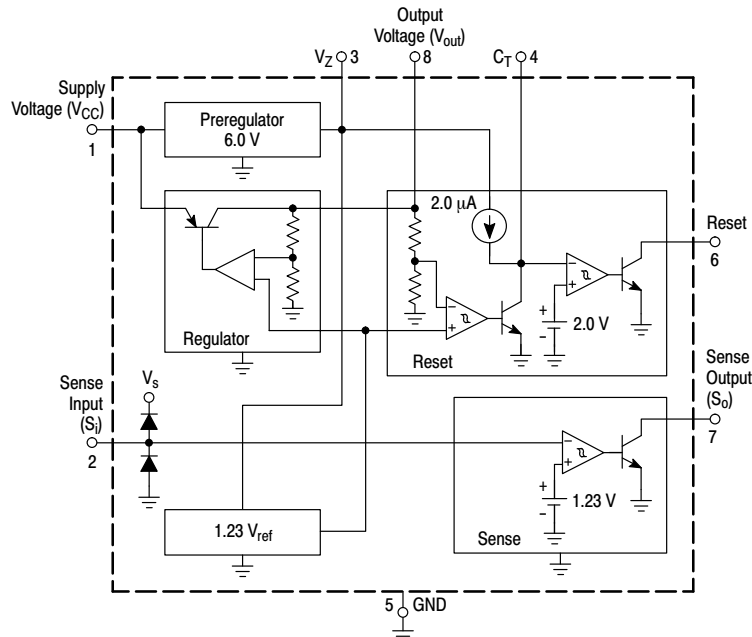 Output
Voltage (Vout)
VZ 3
8
CT 4
Supply
Voltage (VCC)
1
Preregulator
6.0 V
2.0 μA
Reset
6
+
-
2.0 V
Regulator
Reset
Sense
Input
(Si)
2
Vs
Sense
Output
(So)
7
+
-
1.23 V
1.23 Vref
Sense
5 GND